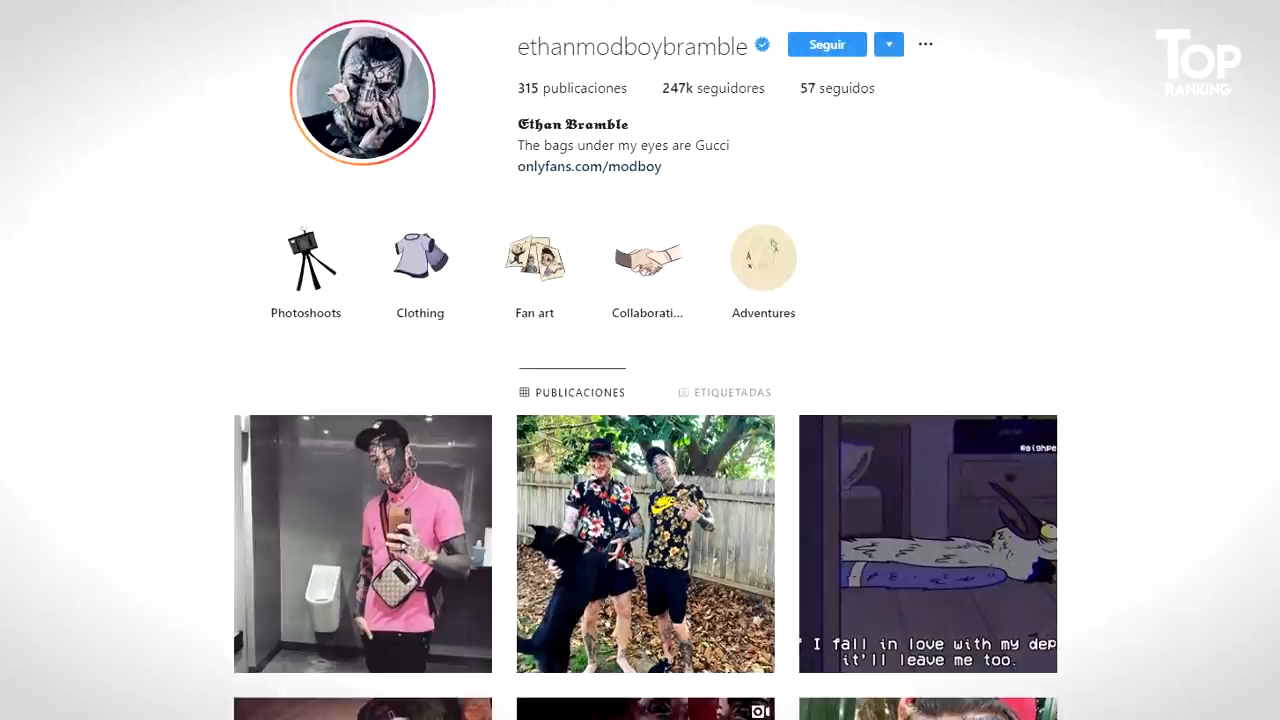 ethanmodboybramble
Seguir
TOP
RANKING
315 publicaciones 247k seguidores 57 seguidos
Ethan Bramble
The bags under my eyes are Gucci
onlyfans.com/modboy
Photoshoots Clothing Fan art Collaborati... Adventures
PUBLICACIONES ETIQUETADAS
I fall in love with my dep
it'll leave me too.